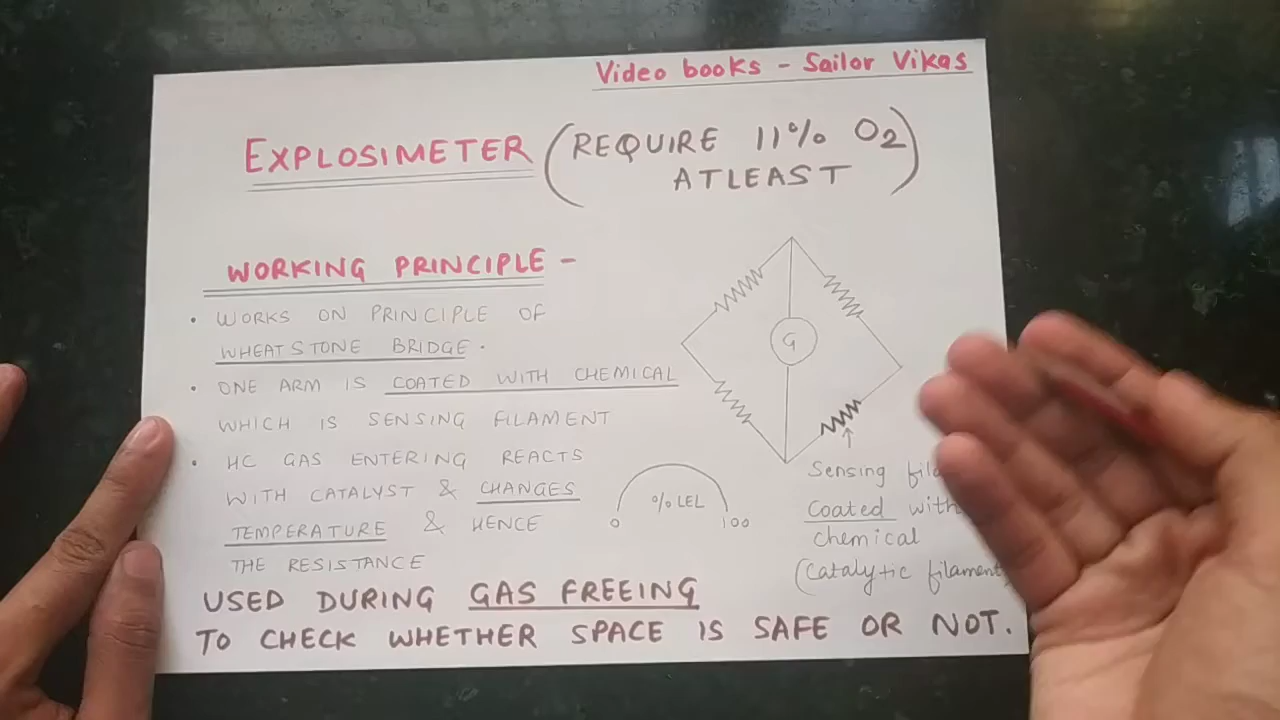 Video books - Sailor Vikas
EXPLOSIMETER (REQUIRE 11% O2
ATLEAST)
WORKING PRINCIPLE -
• WORKS ON PRINCIPLE OF
WHEATSTONE BRIDGE.
• ONE ARM IS COATED WITH CHEMICAL
WHICH IS SENSING FILAMENT
• HC GAS ENTERING REACTS
WITH CATALYST & CHANGES
TEMPERATURE & HENCE
THE RESISTANCE
G
% LEL
0 100
Sensing
Coated with
chemical
(Catalytic filament
USED DURING GAS FREEING
TO CHECK WHETHER SPACE IS SAFE OR NOT.